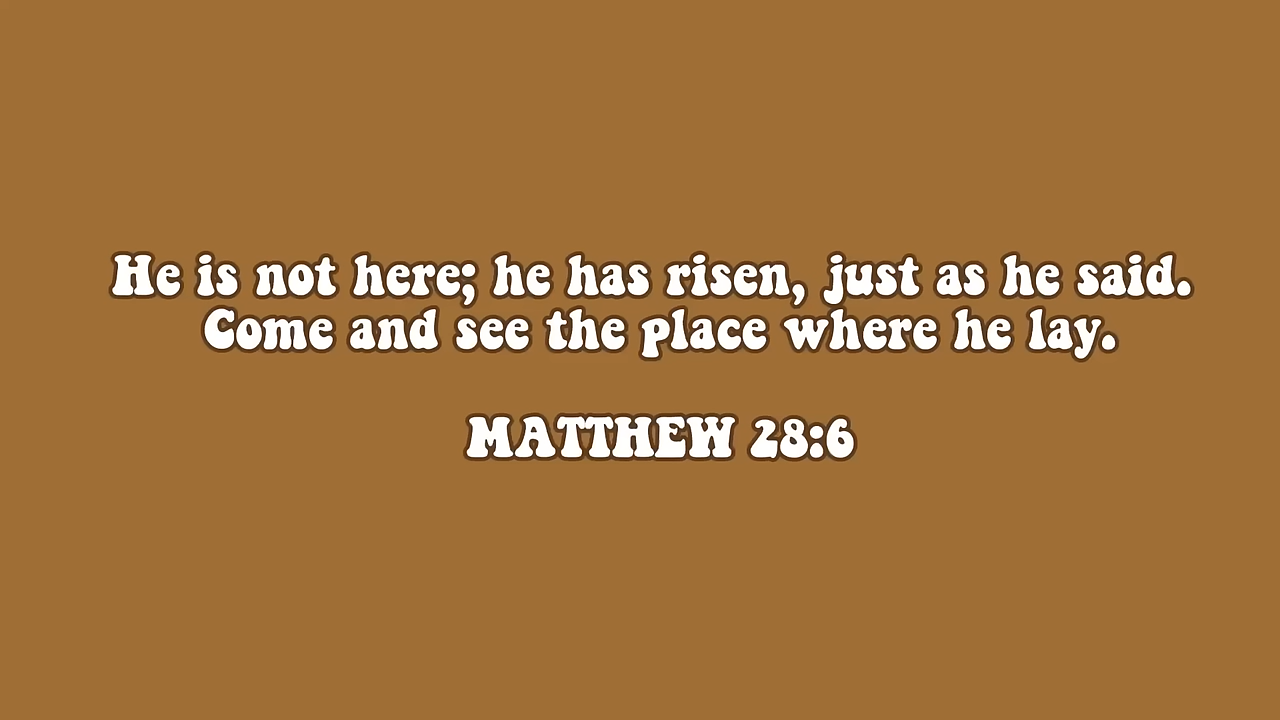 He is not here; he has risen, just as he said.
Come and see the place where he lay.
MATTHEW 28:6